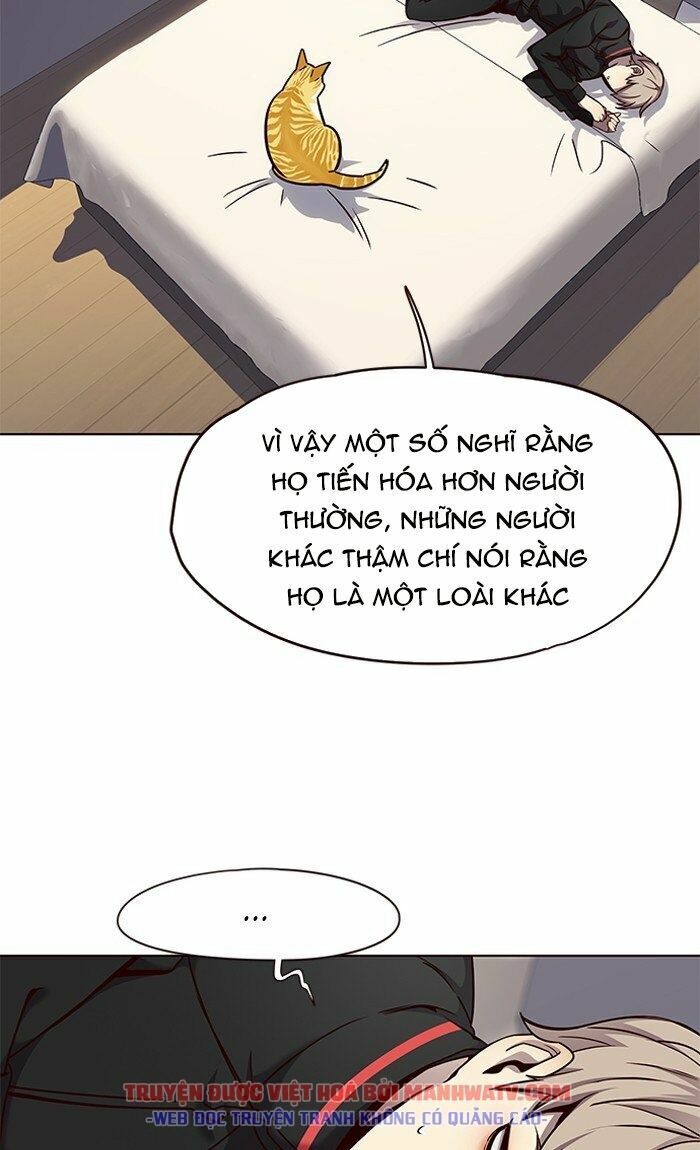 VÌ VẬY MỘT SỐ NGHĨ RẰNG
HỌ TIẾN HÓA HƠN NGƯỜI
THƯỜNG, NHỮNG NGƯỜI
KHÁC THẬM CHÍ NÓI RẰNG
HỌ LÀ MỘT LOÀI KHÁC
...
TRUYỆN ĐƯỢC VIỆT HOÁ BỞI MANHWATV.COM
-WEB ĐỌC TRUYỆN TRANH KHÔNG CÓ QUẢNG CÁO-